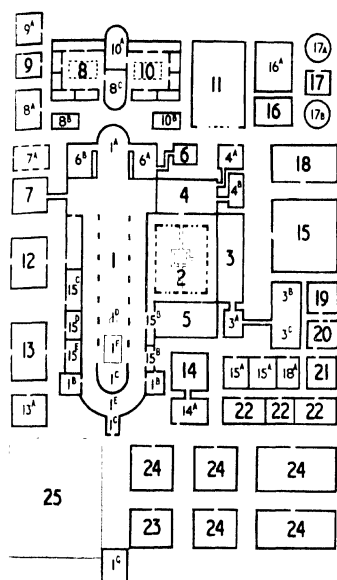 9ᴬ 10ᴬ 17ᴬ
9 8 10 16ᴬ 17
8ᶜ 11
8ᴬ 16 17ᴮ
8ᴮ 10ᴮ
1ᴬ
7ᴬ 6ᴮ 6ᴬ 6 4ᴬ 18
7 4 4ᴮ
12 1 3 15
2
15ᶜ 3ᴮ 19
1ᴰ 15ᴮ 5
13 15ᴰ 3ᴬ 3ᶜ 20
15ᴱ 1ᶠ 15ᴮ
1ᴮ 1ᶜ 1ᴮ 14 15ᴬ 15ᴬ 18ᴬ 21
13ᴬ 1ᴱ 14ᴬ 22 22 22
1ᶜ
25 24 24 24
23 24 24
1ᴳ